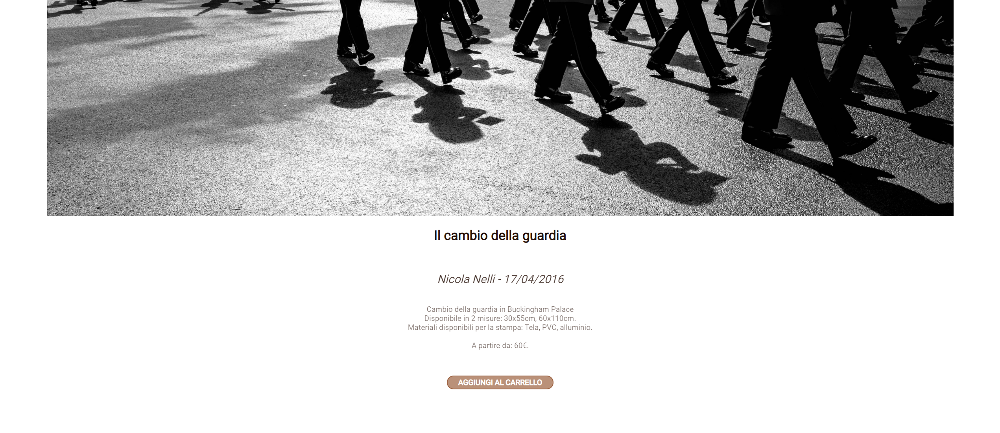 Il cambio della guardia
Nicola Nelli - 17/04/2016
Cambio della guardia in Buckingham Palace
Disponibile in 2 misure: 30x55cm, 60x110cm.
Materiali disponibili per la stampa: Tela, PVC, alluminio.
A partire da: 60€.
AGGIUNGI AL CARRELLO